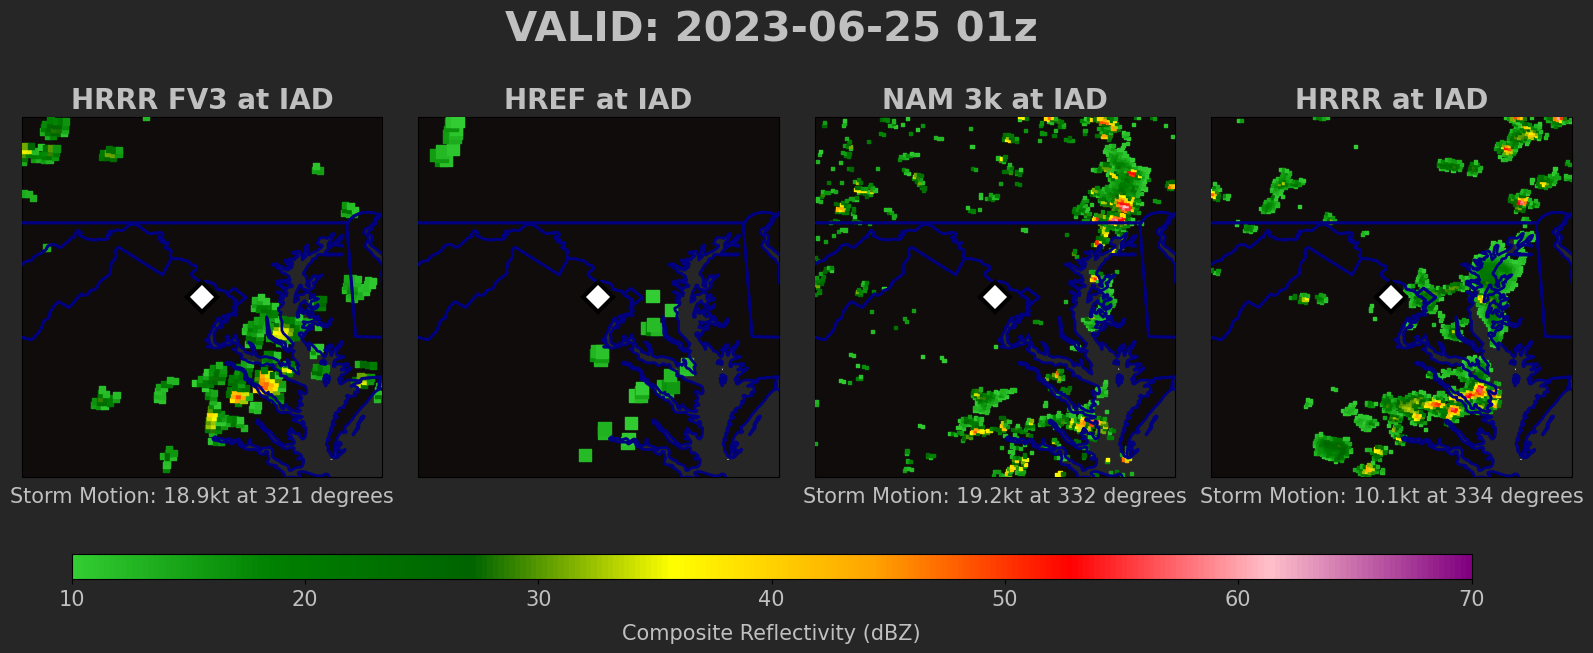 VALID: 2023-06-25 01z
HRRR FV3 at IAD
HREF at IAD
NAM 3k at IAD
HRRR at IAD
Storm Motion: 18.9kt at 321 degrees
Storm Motion: 19.2kt at 332 degrees
Storm Motion: 10.1kt at 334 degrees
10 20 30 40 50 60 70
Composite Reflectivity (dBZ)